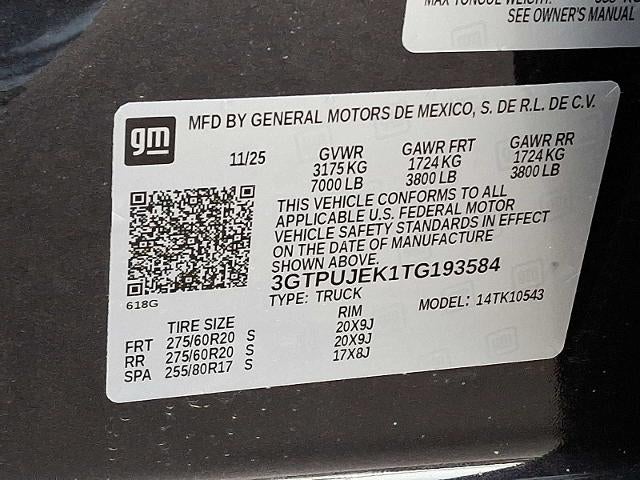 MAX TONGUE WEIGHT:
SEE OWNER'S MANUAL
gm
MFD BY GENERAL MOTORS DE MEXICO, S. DE R.L. DE C.V.
11/25 GVWR GAWR FRT GAWR RR
3175 KG 1724 KG 1724 KG
7000 LB 3800 LB 3800 LB
THIS VEHICLE CONFORMS TO ALL
APPLICABLE U.S. FEDERAL MOTOR
VEHICLE SAFETY STANDARDS IN EFFECT
ON THE DATE OF MANUFACTURE
SHOWN ABOVE.
3GTPUJEK1TG193584
618G TYPE: TRUCK MODEL: 14TK10543
TIRE SIZE RIM
FRT 275/60R20 S 20X9J
RR 275/60R20 S 20X9J
SPA 255/80R17 S 17X8J